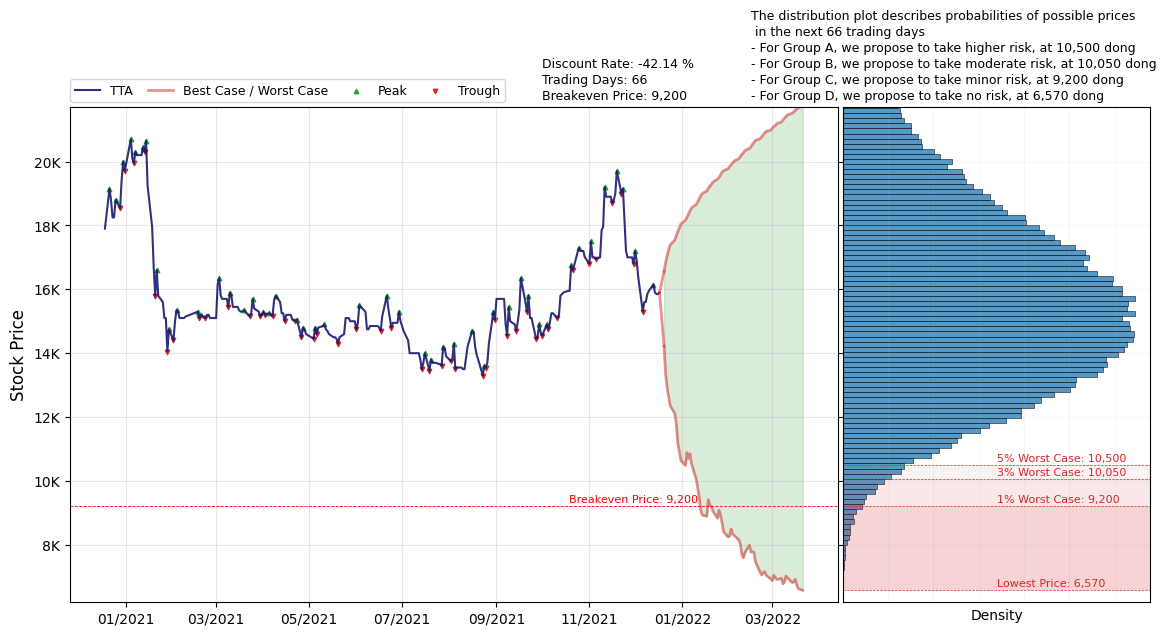 The distribution plot describes probabilities of possible prices
in the next 66 trading days
- For Group A, we propose to take higher risk, at 10,500 dong
- For Group B, we propose to take moderate risk, at 10,050 dong
- For Group C, we propose to take minor risk, at 9,200 dong
- For Group D, we propose to take no risk, at 6,570 dong
Discount Rate: -42.14 %
Trading Days: 66
Breakeven Price: 9,200
TTA
Best Case / Worst Case
Peak
Trough
Stock Price
20K
18K
16K
14K
12K
10K
8K
Breakeven Price: 9,200
01/2021
03/2021
05/2021
07/2021
09/2021
11/2021
01/2022
03/2022
5% Worst Case: 10,500
3% Worst Case: 10,050
1% Worst Case: 9,200
Lowest Price: 6,570
Density